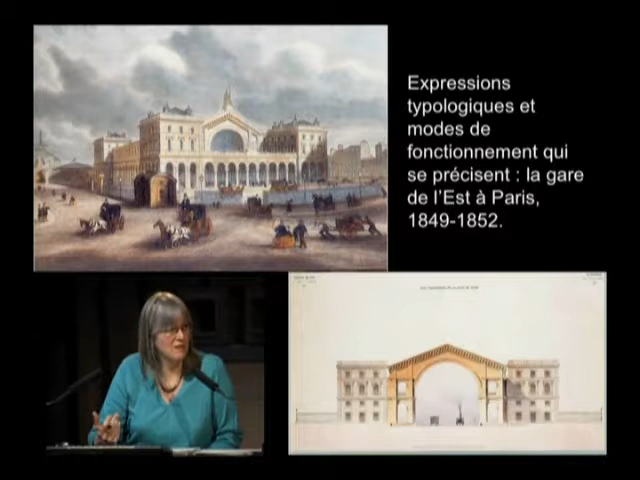 Expressions
typologiques et
modes de
fonctionnement qui
se précisent : la gare
de l'Est à Paris,
1849-1852.